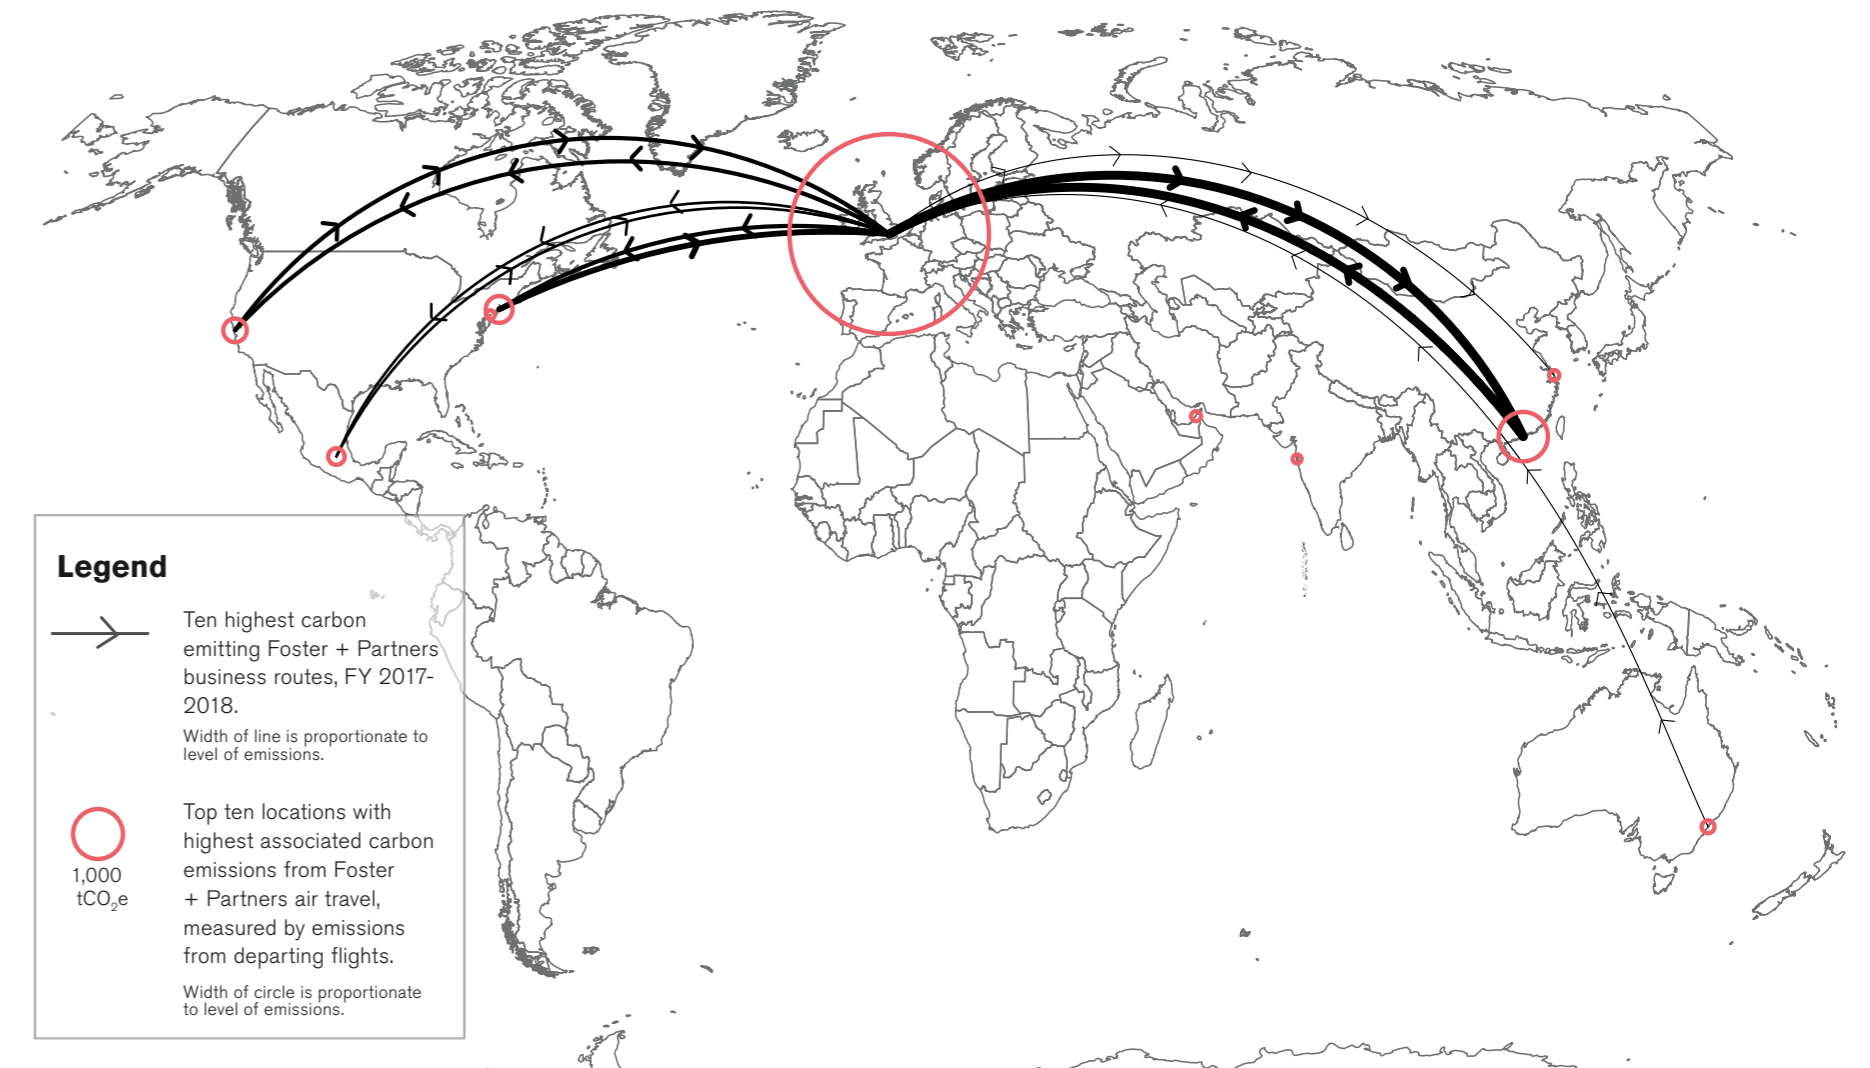 Legend
Ten highest carbon
emitting Foster + Partners
business routes, FY 2017-
2018.
Width of line is proportionate to
level of emissions.
Top ten locations with
highest associated carbon
emissions from Foster
+ Partners air travel,
measured by emissions
from departing flights.
Width of circle is proportionate
to level of emissions.
1,000
tCO₂e